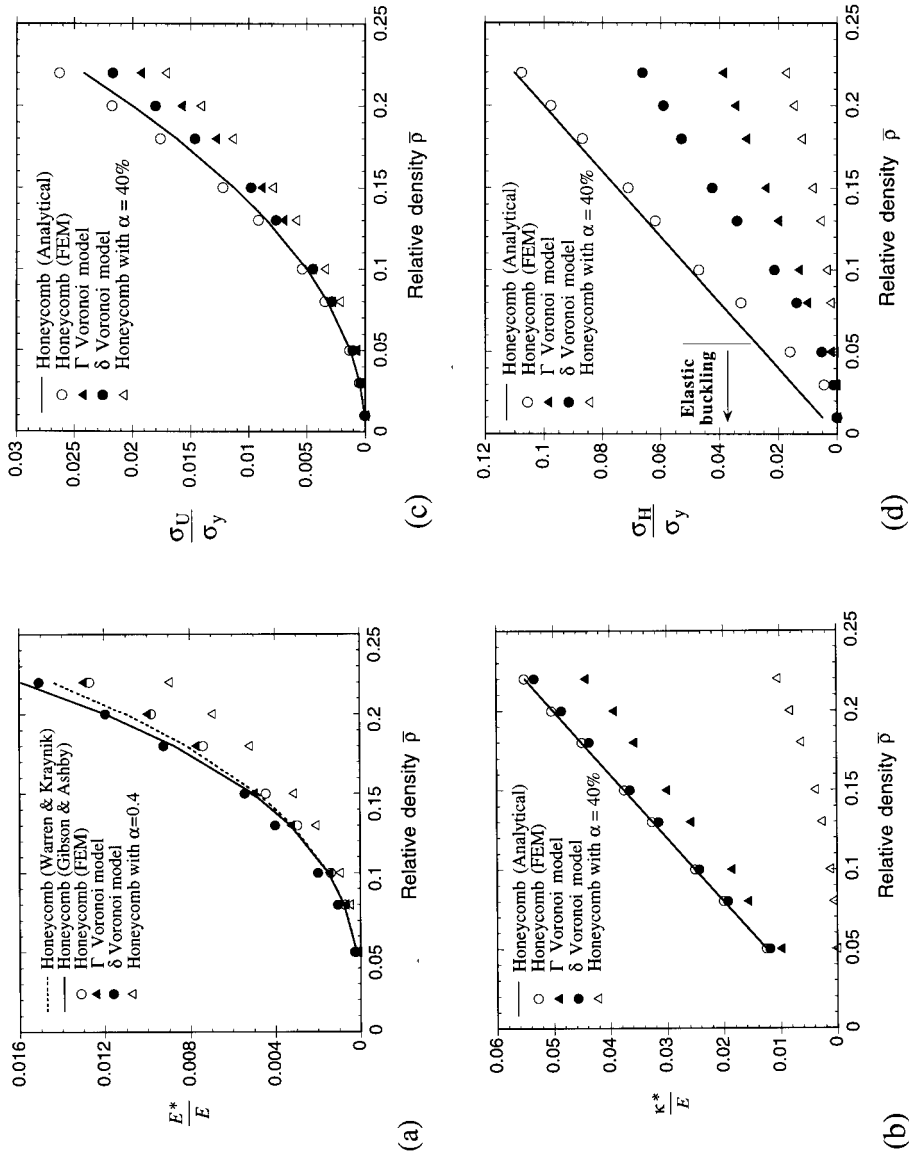 0.016
0.012
0.008
0.004
0
E*
E
Honeycomb (Warren & Kraynik)
Honeycomb (Gibson & Ashby)
Honeycomb (FEM)
Γ Voronoi model
δ Voronoi model
Honeycomb with α=0.4
0
0.05
0.1
0.15
0.2
0.25
Relative density ρ̅
(a)
0.06
0.05
0.04
0.03
0.02
0.01
0
κ*
E
Honeycomb (Analytical)
Honeycomb (FEM)
Γ Voronoi model
δ Voronoi model
Honeycomb with α = 40%
0
0.05
0.1
0.15
0.2
0.25
Relative density ρ̅
(b)
0.03
0.025
0.02
0.015
0.01
0.005
0
σU
σy
Honeycomb (Analytical)
Honeycomb (FEM)
Γ Voronoi model
δ Voronoi model
Honeycomb with α = 40%
0
0.05
0.1
0.15
0.2
0.25
Relative density ρ̅
(c)
0.12
0.1
0.08
0.06
0.04
0.02
0
σH
σy
Honeycomb (Analytical)
Honeycomb (FEM)
Γ Voronoi model
δ Voronoi model
Honeycomb with α = 40%
Elastic
buckling
0
0.05
0.1
0.15
0.2
0.25
Relative density ρ̅
(d)